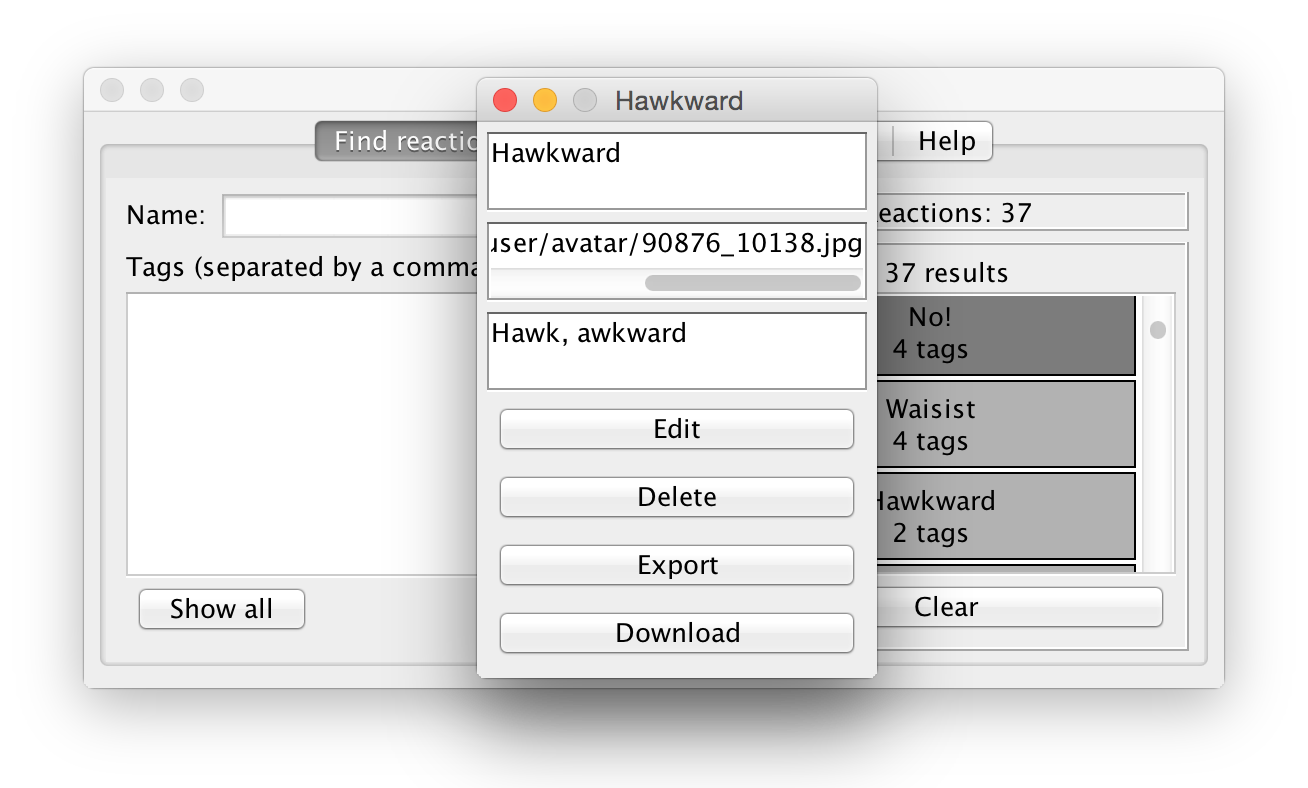 Hawkward
Find reactio
Help
Hawkward
Name:
eactions: 37
user/avatar/90876_10138.jpg
Tags (separated by a comma
37 results
Hawk, awkward
No!
4 tags
Waisist
4 tags
Hawkward
2 tags
Edit
Delete
Export
Download
Show all
Clear